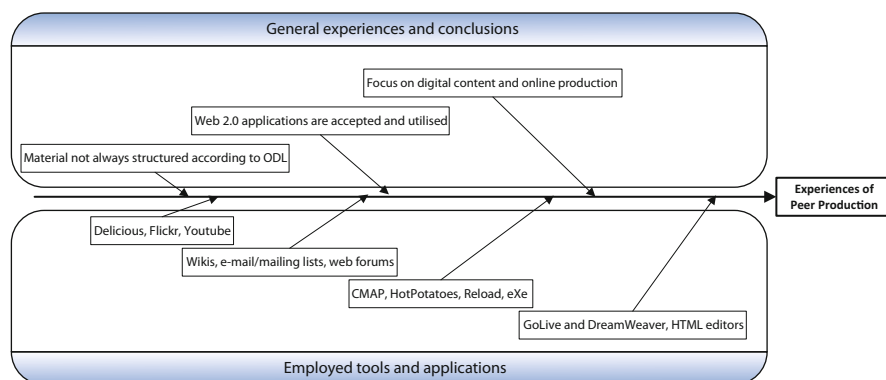 General experiences and conclusions
Focus on digital content and online production
Web 2.0 applications are accepted and utilised
Material not always structured according to ODL
Experiences of
Peer Production
Delicious, Flickr, Youtube
Wikis, e-mail/mailing lists, web forums
CMAP, HotPotatoes, Reload, eXe
GoLive and DreamWeaver, HTML editors
Employed tools and applications